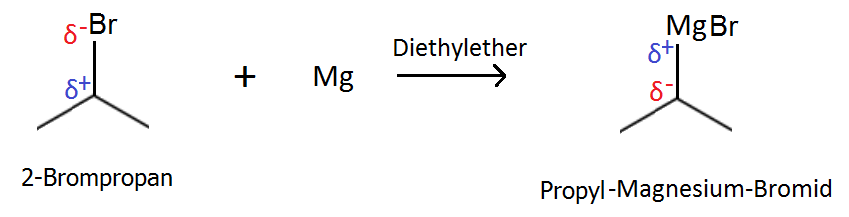 δ-Br
δ+
+ Mg
Diethylether
MgBr
δ+
δ-
2-Brompropan
Propyl-Magnesium-Bromid